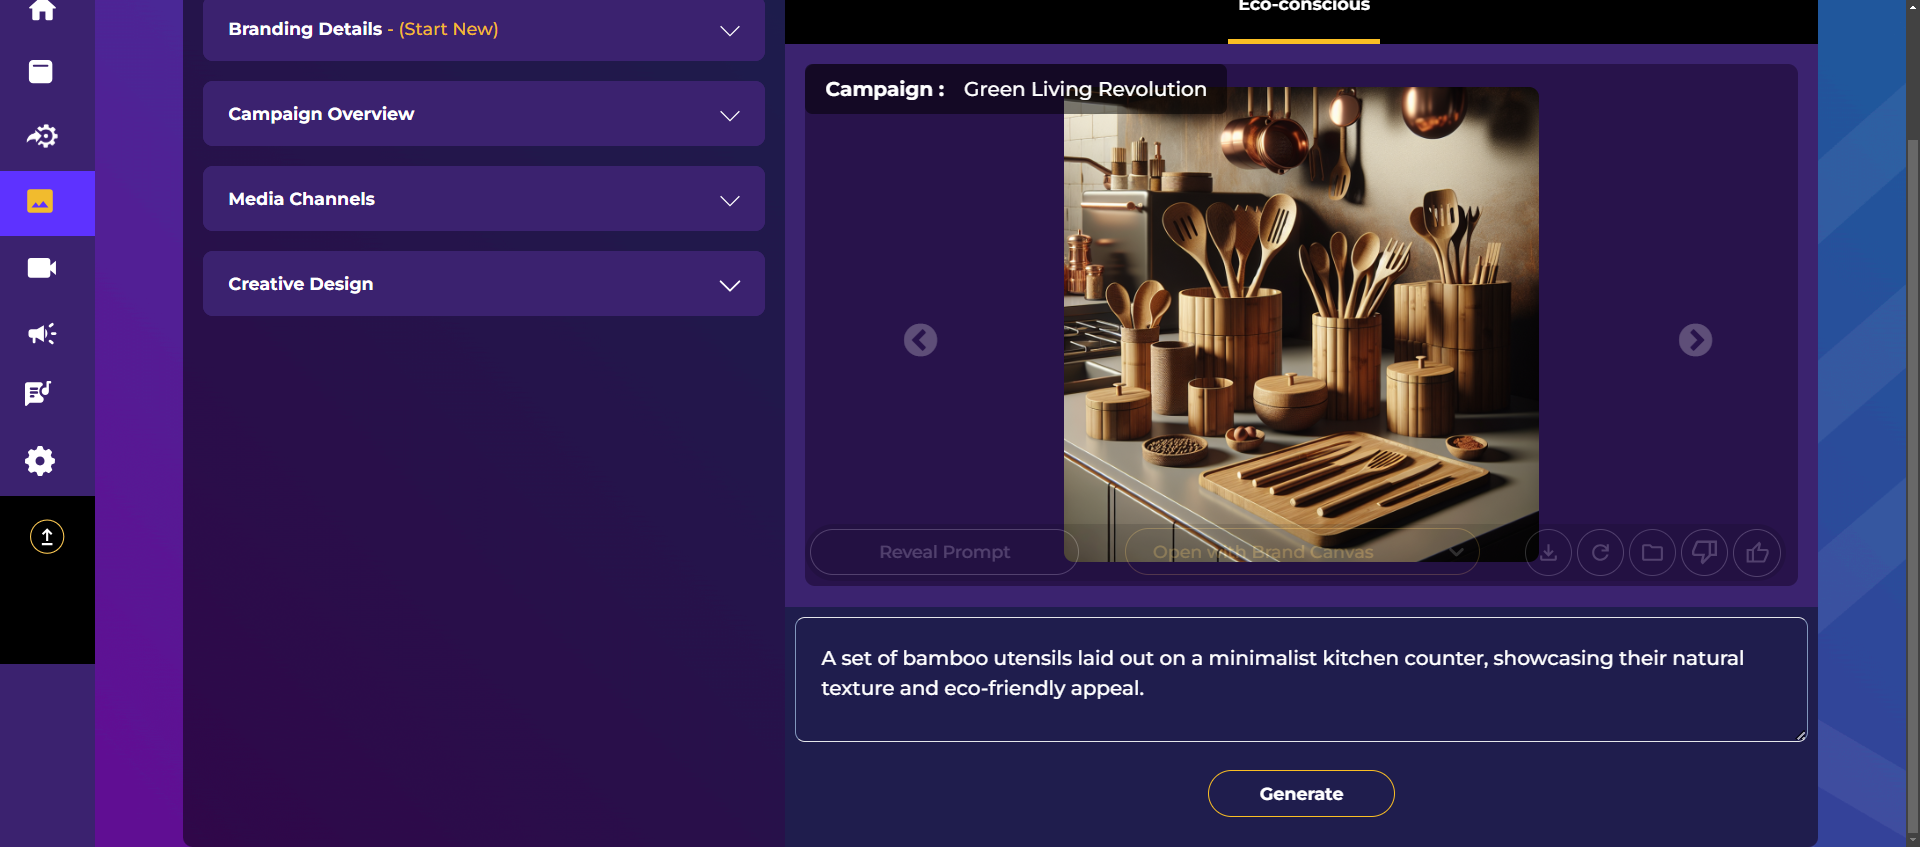 Branding Details - (Start New)
Campaign Overview
Media Channels
Creative Design
Eco-conscious
Campaign : Green Living Revolution
Reveal Prompt
Open with Brand Canvas
A set of bamboo utensils laid out on a minimalist kitchen counter, showcasing their natural
texture and eco-friendly appeal.
Generate